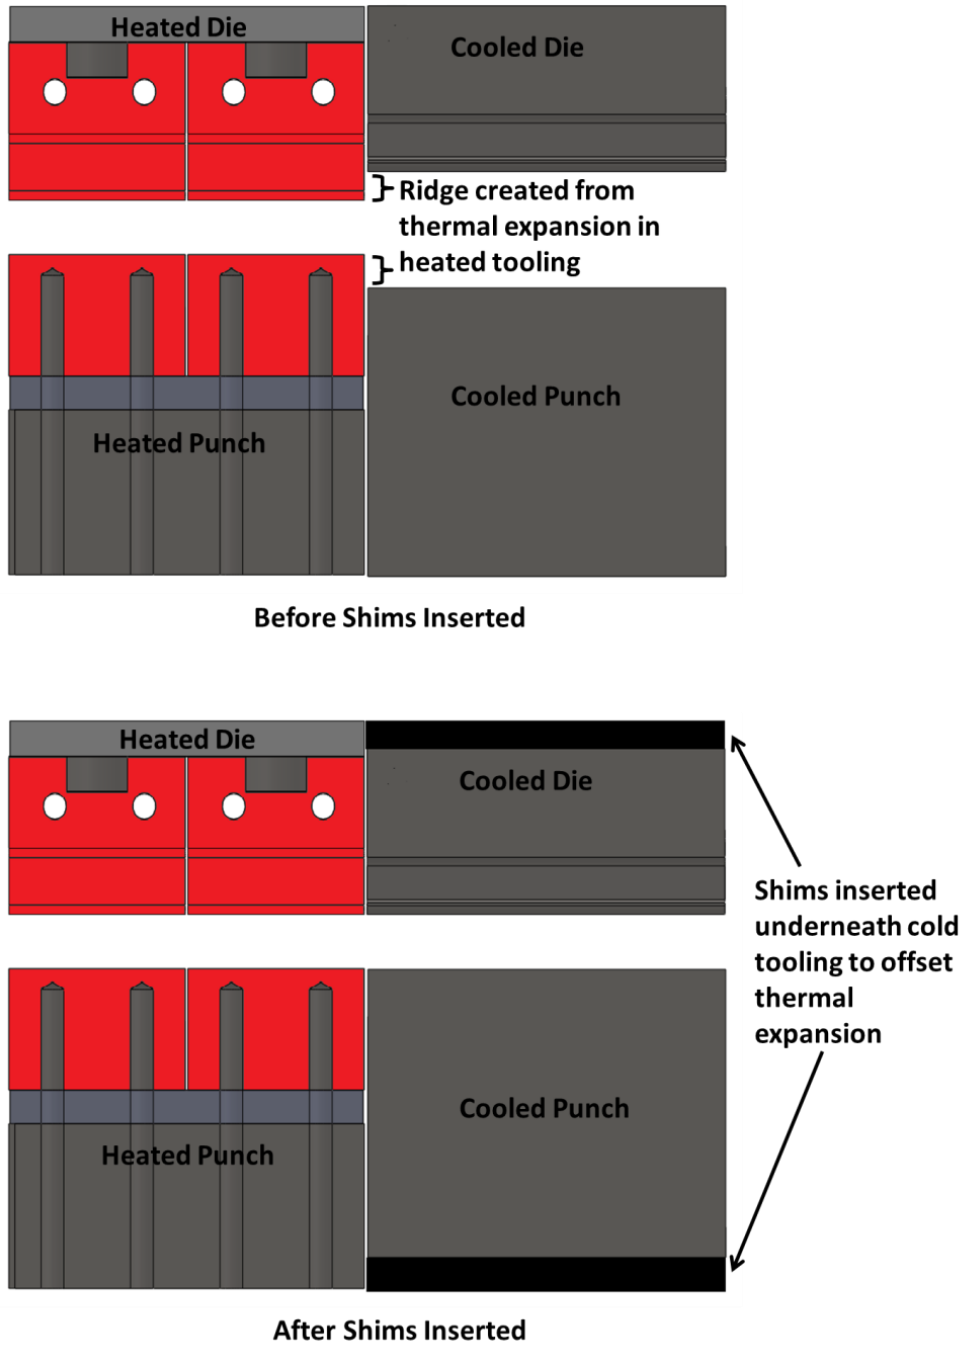 Heated Die
Cooled Die
Ridge created from
thermal expansion in
heated tooling
Cooled Punch
Heated Punch
Before Shims Inserted
Heated Die
Cooled Die
Shims inserted
underneath cold
tooling to offset
thermal
expansion
Cooled Punch
Heated Punch
After Shims Inserted